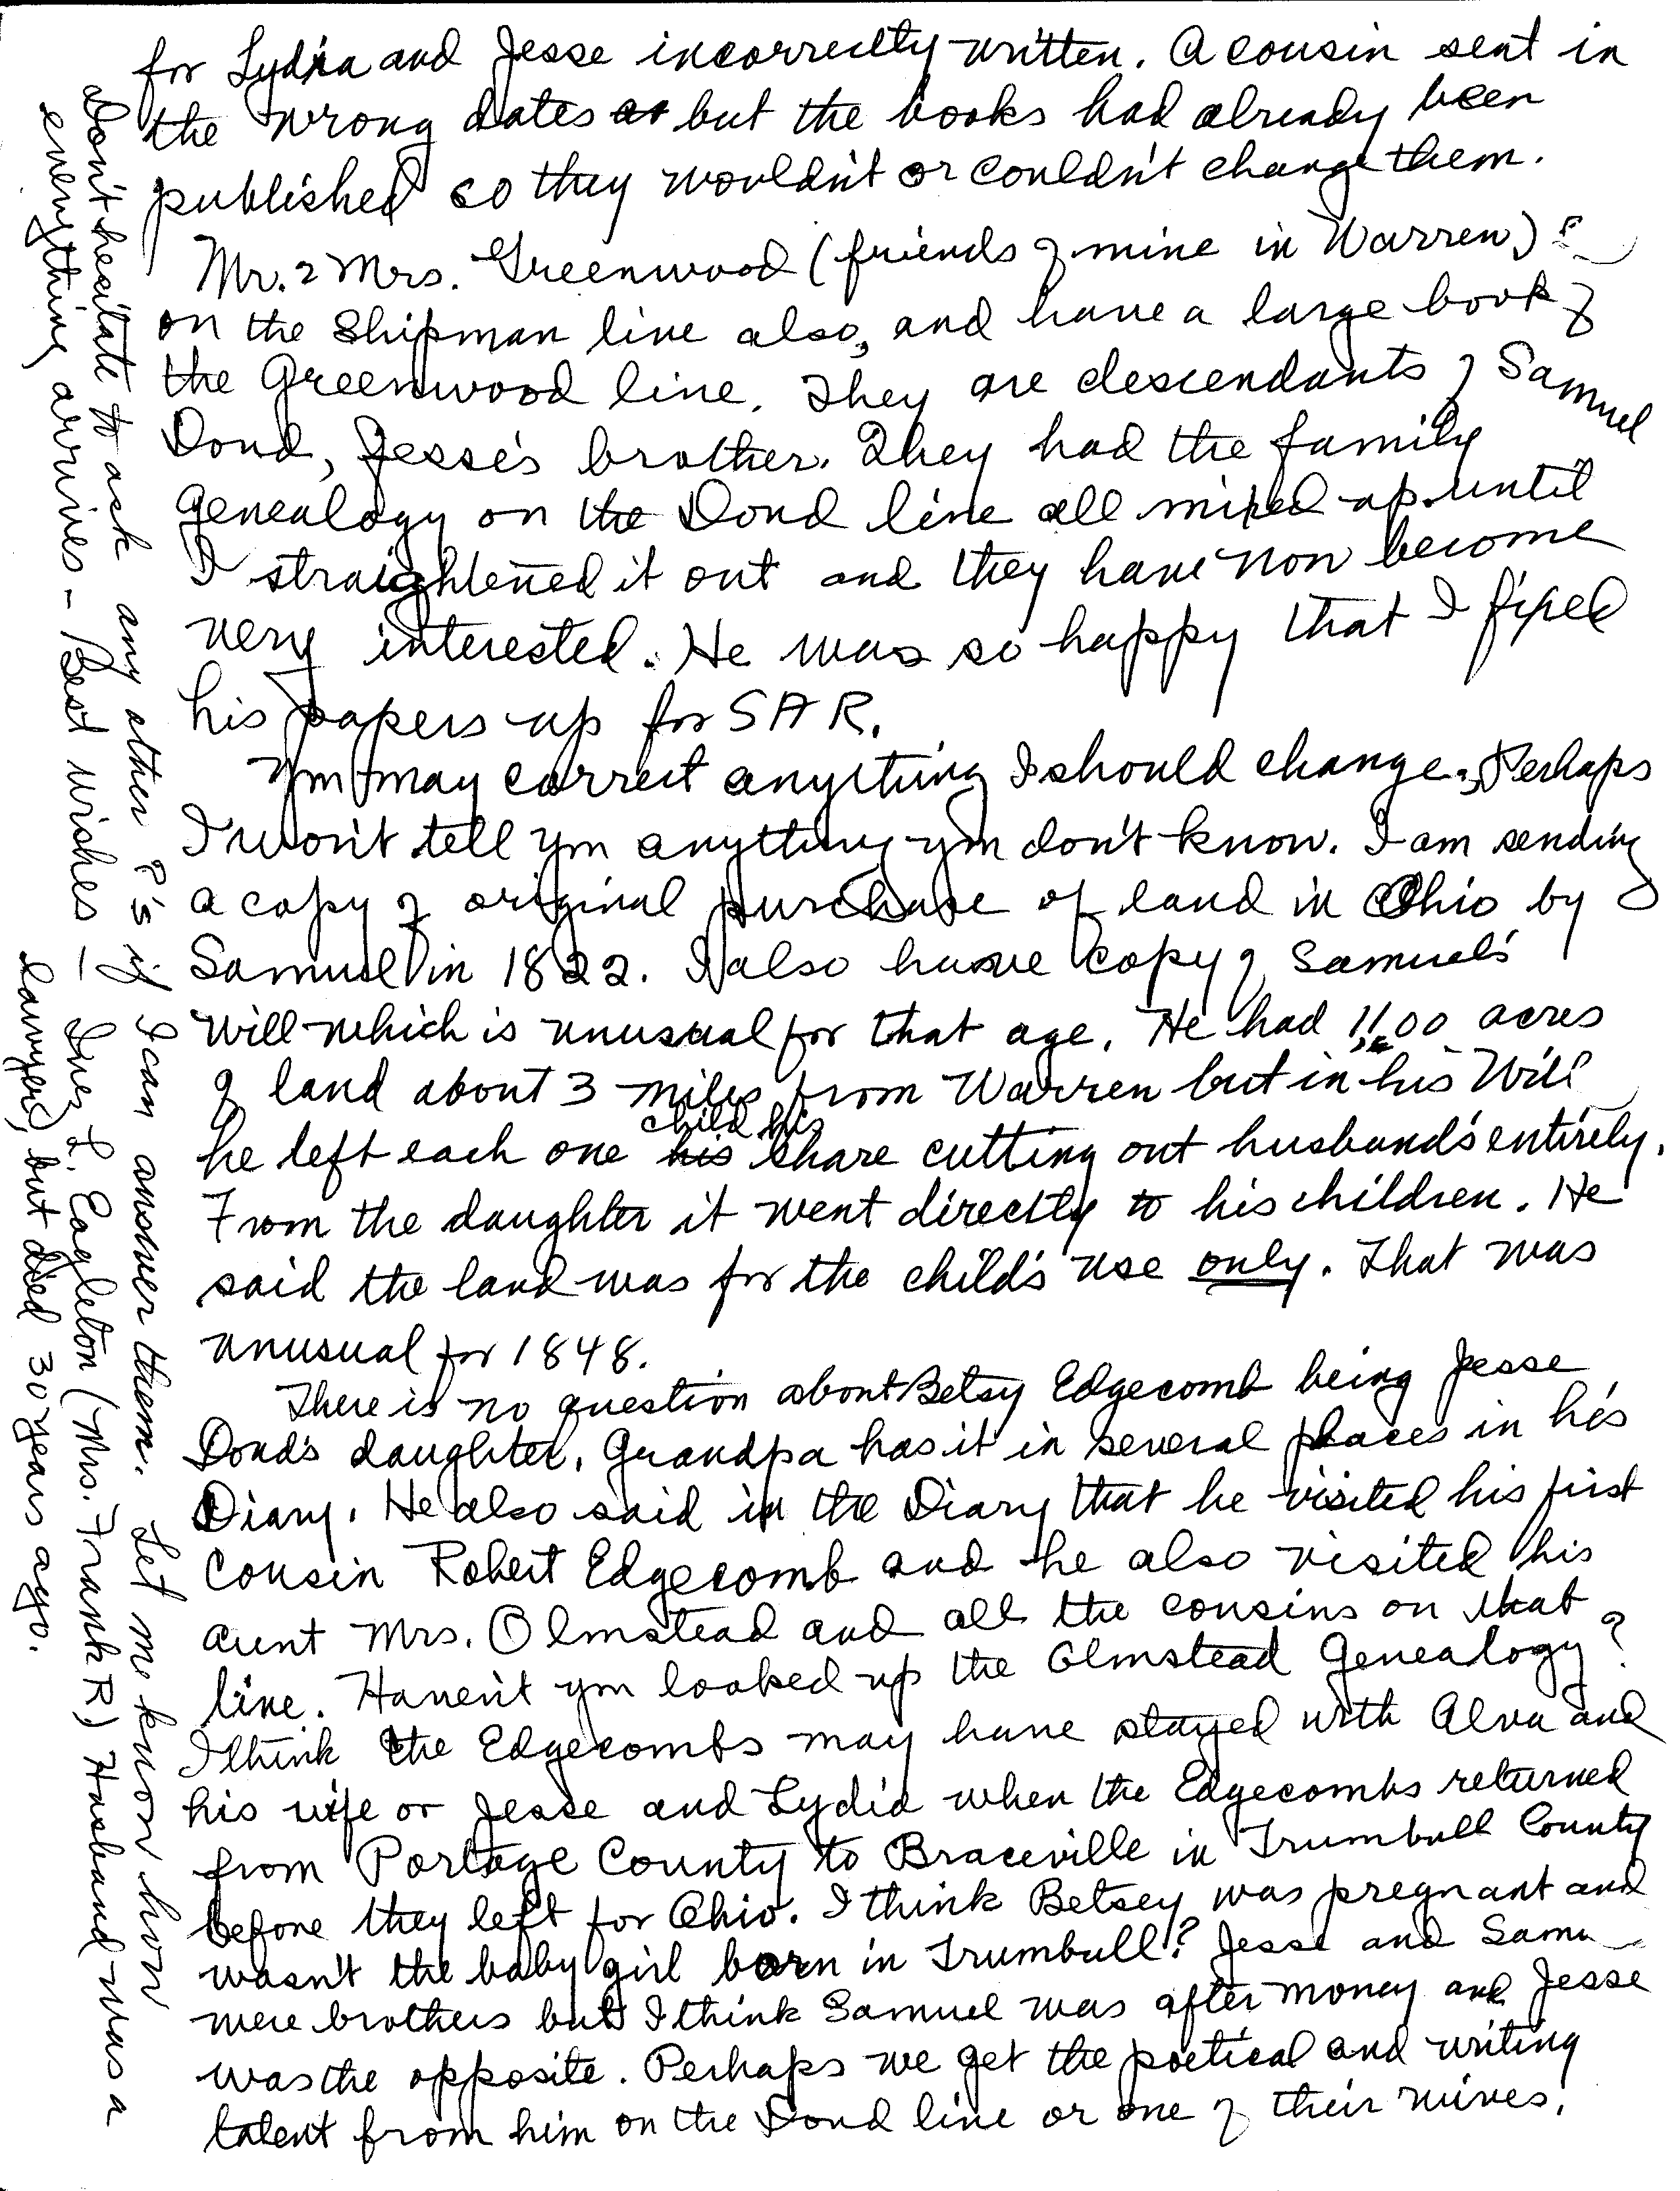 for Lydia and Jesse incorrectly written. A cousin sent in
the wrong dates but the books had already been
published so they wouldn't or couldn't change them.
Mr. & Mrs. Greenwood (friends of mine in Warren)
on the Shipman line also, and have a large book of
the Greenwood line. They are descendants of Samuel
Doud, Jesse's brother. They had the family
genealogy on the Doud line all mixed up until
I straightened it out and they have now become
very interested. He was so happy that I fixed
his papers up for SAR.
You may correct anything I should change. Perhaps
I won't tell you anything you don't know. I am sending
a copy of original purchase of land in Ohio by
Samuel in 1822. I also have copy of Samuel's
Will which is unusual for that age. He had 1100 acres
of land about 3 miles from Warren but in his Will
he left each one his child his share cutting out husband's entirely.
From the daughter it went directly to his children. He
said the land was for the child's use only. That was
unusual for 1848.
There is no question about Betsy Edgecomb being Jesse
Doud's daughter. Grandpa has it in several places in his
Diary. He also said in the Diary that he visited his first
cousin Robert Edgecomb and he also visited his
aunt Mrs. Olmstead and all the cousins on that
line. Haven't you looked up the Olmstead Genealogy?
I think the Edgecombs may have stayed with Alva and
his wife or Jesse and Lydia when the Edgecombs returned
from Portage County to Braceville in Trumbull County
before they left for Ohio. I think Betsey was pregnant and
wasn't the baby girl born in Trumbull? Jesse and Samu
were brothers but I think Samuel was after money and Jesse
was the opposite. Perhaps we get the poetical and writing
talent from him on the Doud line or one of their wives.
Don't hesitate to ask any other ?'s if I can answer them. Let me know how
everything arrives - Best wishes - Inez L. Eagleton (Mrs. Frank R.) Husband was a
lawyer, but died 30 years ago.